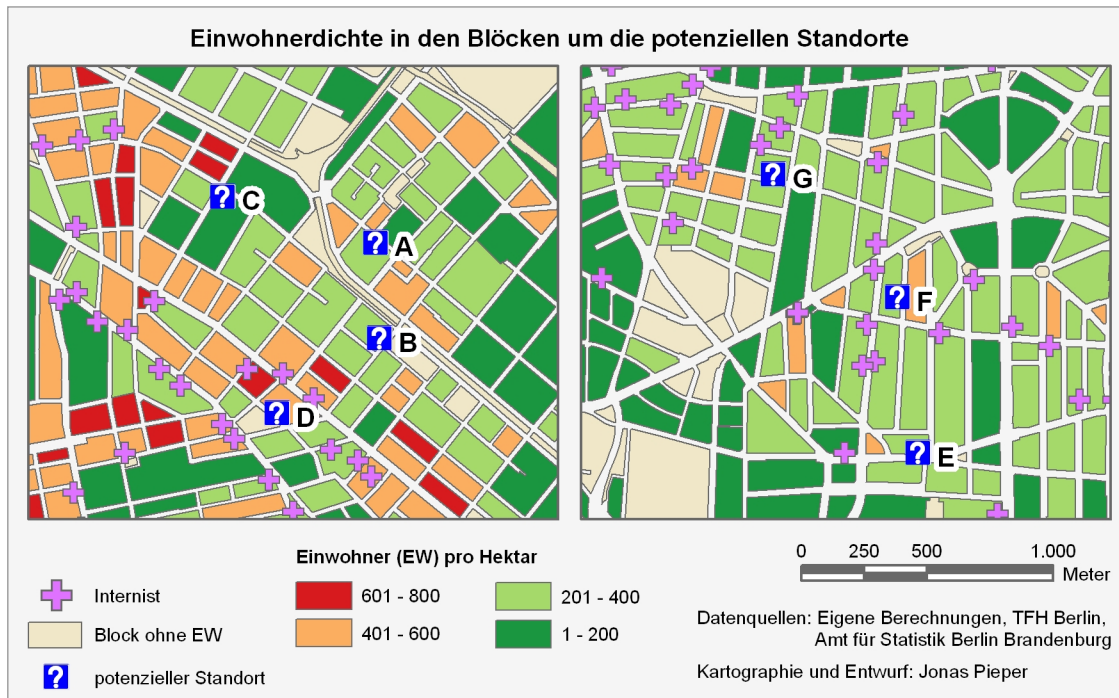 Einwohnerdichte in den Blöcken um die potenziellen Standorte
C
A
B
D
G
F
E
Einwohner (EW) pro Hektar
Internist
Block ohne EW
potenzieller Standort
601 - 800
401 - 600
201 - 400
1 - 200
0 250 500 1.000
Meter
Datenquellen: Eigene Berechnungen, TFH Berlin,
Amt für Statistik Berlin Brandenburg
Kartographie und Entwurf: Jonas Pieper